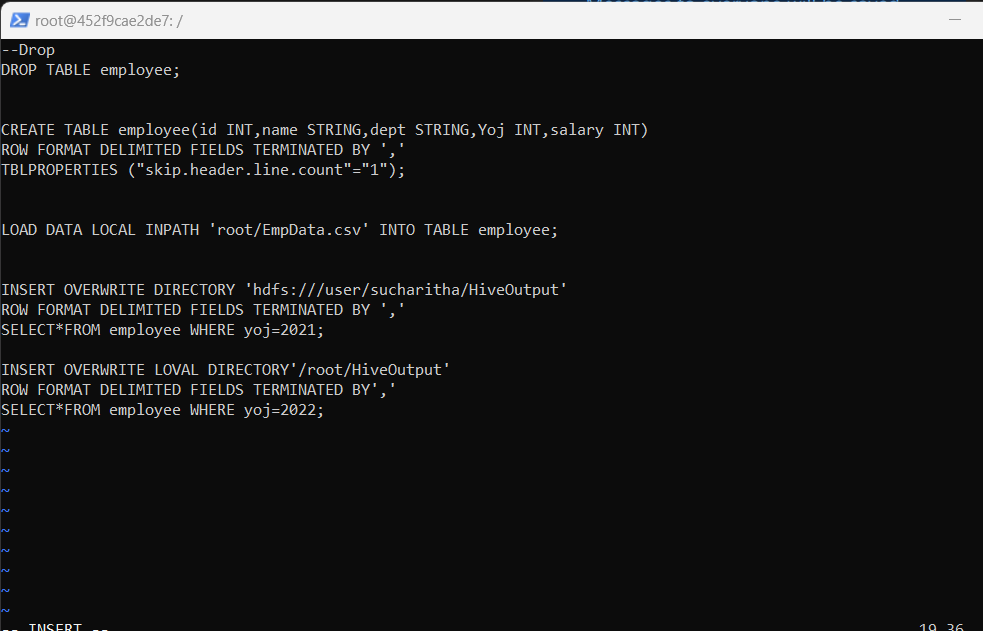 root@452f9cae2de7: /
--Drop
DROP TABLE employee;
CREATE TABLE employee(id INT,name STRING,dept STRING,Yoj INT,salary INT)
ROW FORMAT DELIMITED FIELDS TERMINATED BY ','
TBLPROPERTIES ("skip.header.line.count"="1");
LOAD DATA LOCAL INPATH 'root/EmpData.csv' INTO TABLE employee;
INSERT OVERWRITE DIRECTORY 'hdfs:///user/sucharitha/HiveOutput'
ROW FORMAT DELIMITED FIELDS TERMINATED BY ','
SELECT*FROM employee WHERE yoj=2021;
INSERT OVERWRITE LOVAL DIRECTORY'/root/HiveOutput'
ROW FORMAT DELIMITED FIELDS TERMINATED BY','
SELECT*FROM employee WHERE yoj=2022;
~
~
~
~
~
~
~
~
~
~
-- INSERT -- 19,36